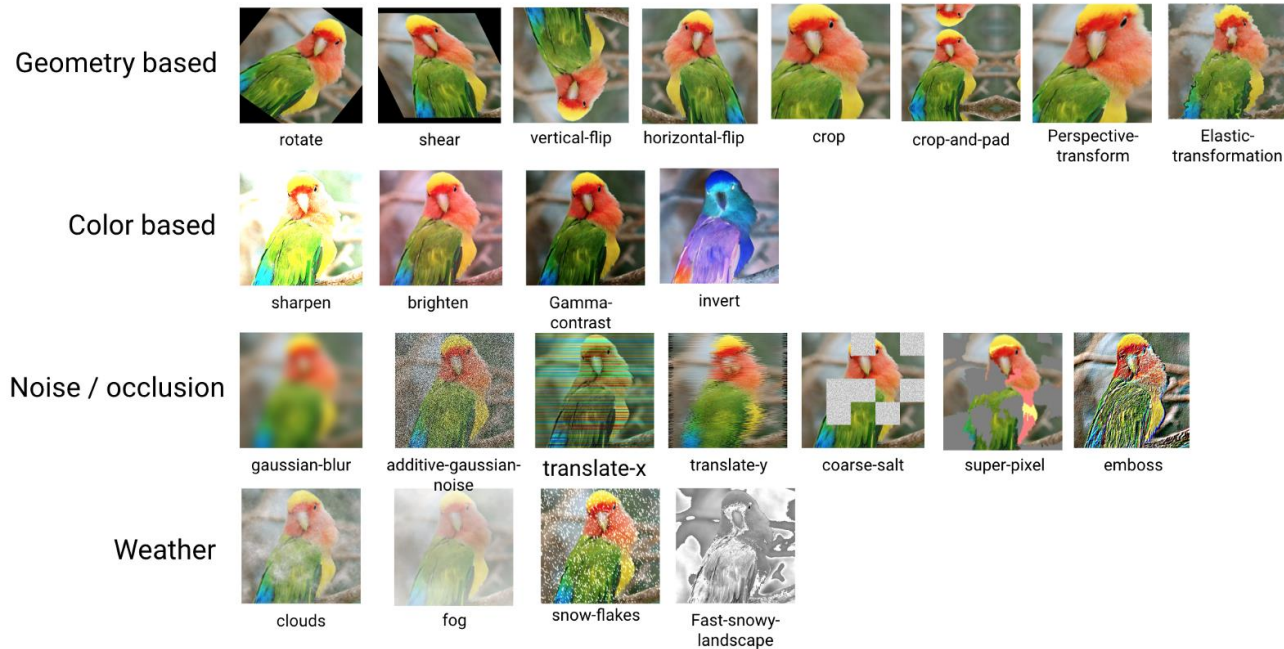 Geometry based
rotate
shear
vertical-flip
horizontal-flip
crop
crop-and-pad
Perspective-
transform
Elastic-
transformation
Color based
sharpen
brighten
Gamma-
contrast
invert
Noise / occlusion
gaussian-blur
additive-gaussian-
noise
translate-x
translate-y
coarse-salt
super-pixel
emboss
Weather
clouds
fog
snow-flakes
Fast-snowy-
landscape